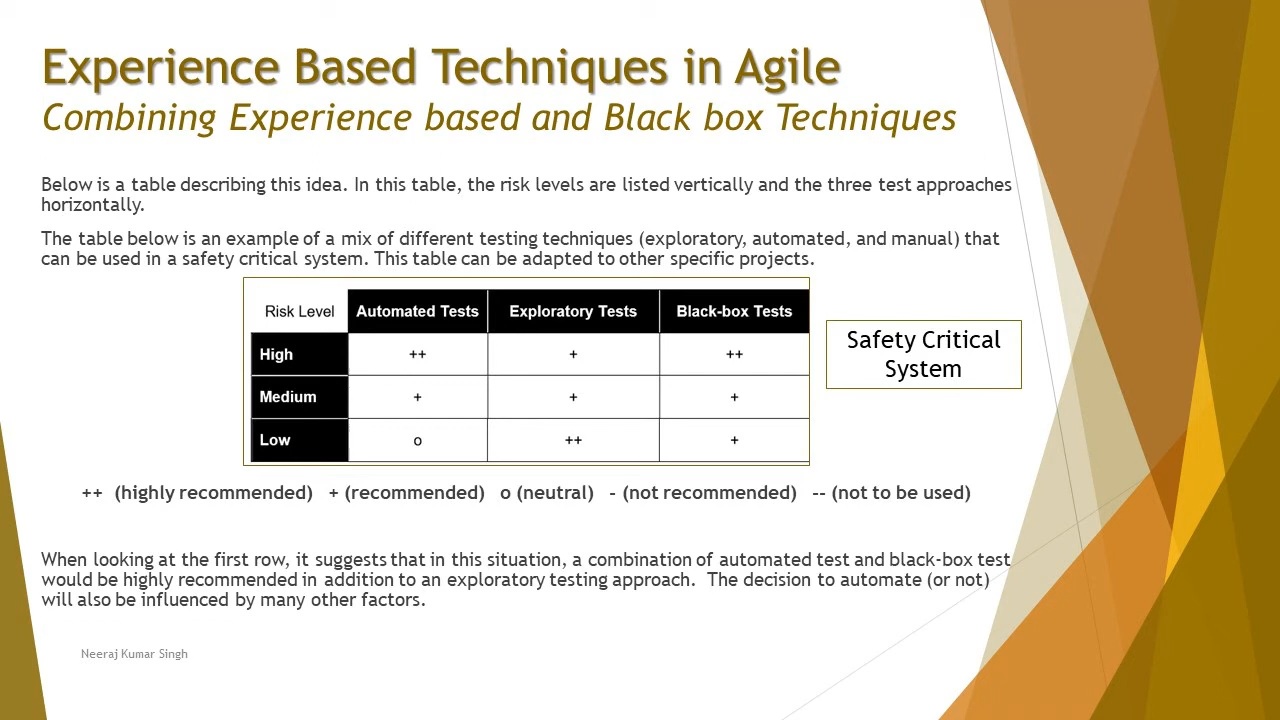 Experience Based Techniques in Agile
Combining Experience based and Black box Techniques
Below is a table describing this idea. In this table, the risk levels are listed vertically and the three test approaches
horizontally.
The table below is an example of a mix of different testing techniques (exploratory, automated, and manual) that
can be used in a safety critical system. This table can be adapted to other specific projects.
Risk Level Automated Tests Exploratory Tests Black-box Tests
High ++ + ++
Medium + + +
Low o ++ +
Safety Critical
System
++ (highly recommended) + (recommended) o (neutral) - (not recommended) -- (not to be used)
When looking at the first row, it suggests that in this situation, a combination of automated test and black-box test
would be highly recommended in addition to an exploratory testing approach. The decision to automate (or not)
will also be influenced by many other factors.
Neeraj Kumar Singh